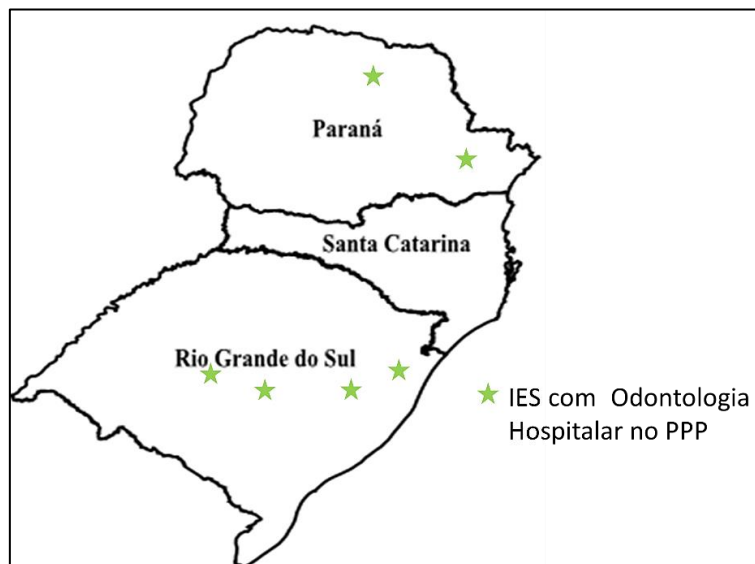 Paraná
Santa Catarina
Rio Grande do Sul
IES com Odontologia
Hospitalar no PPP